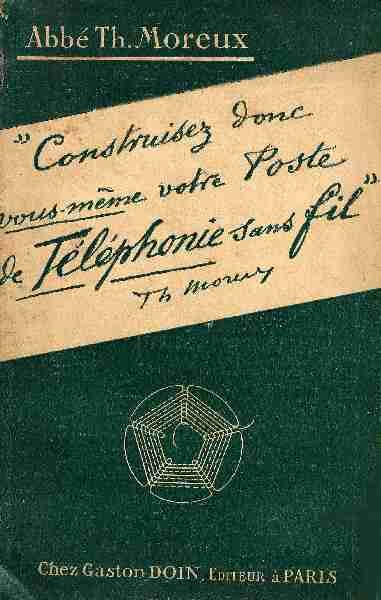 Abbé Th. Moreux
" Construisez donc
vous-même votre Poste
de Téléphonie sans fil "
Th Moreux
Chez Gaston DOIN, Editeur à PARIS